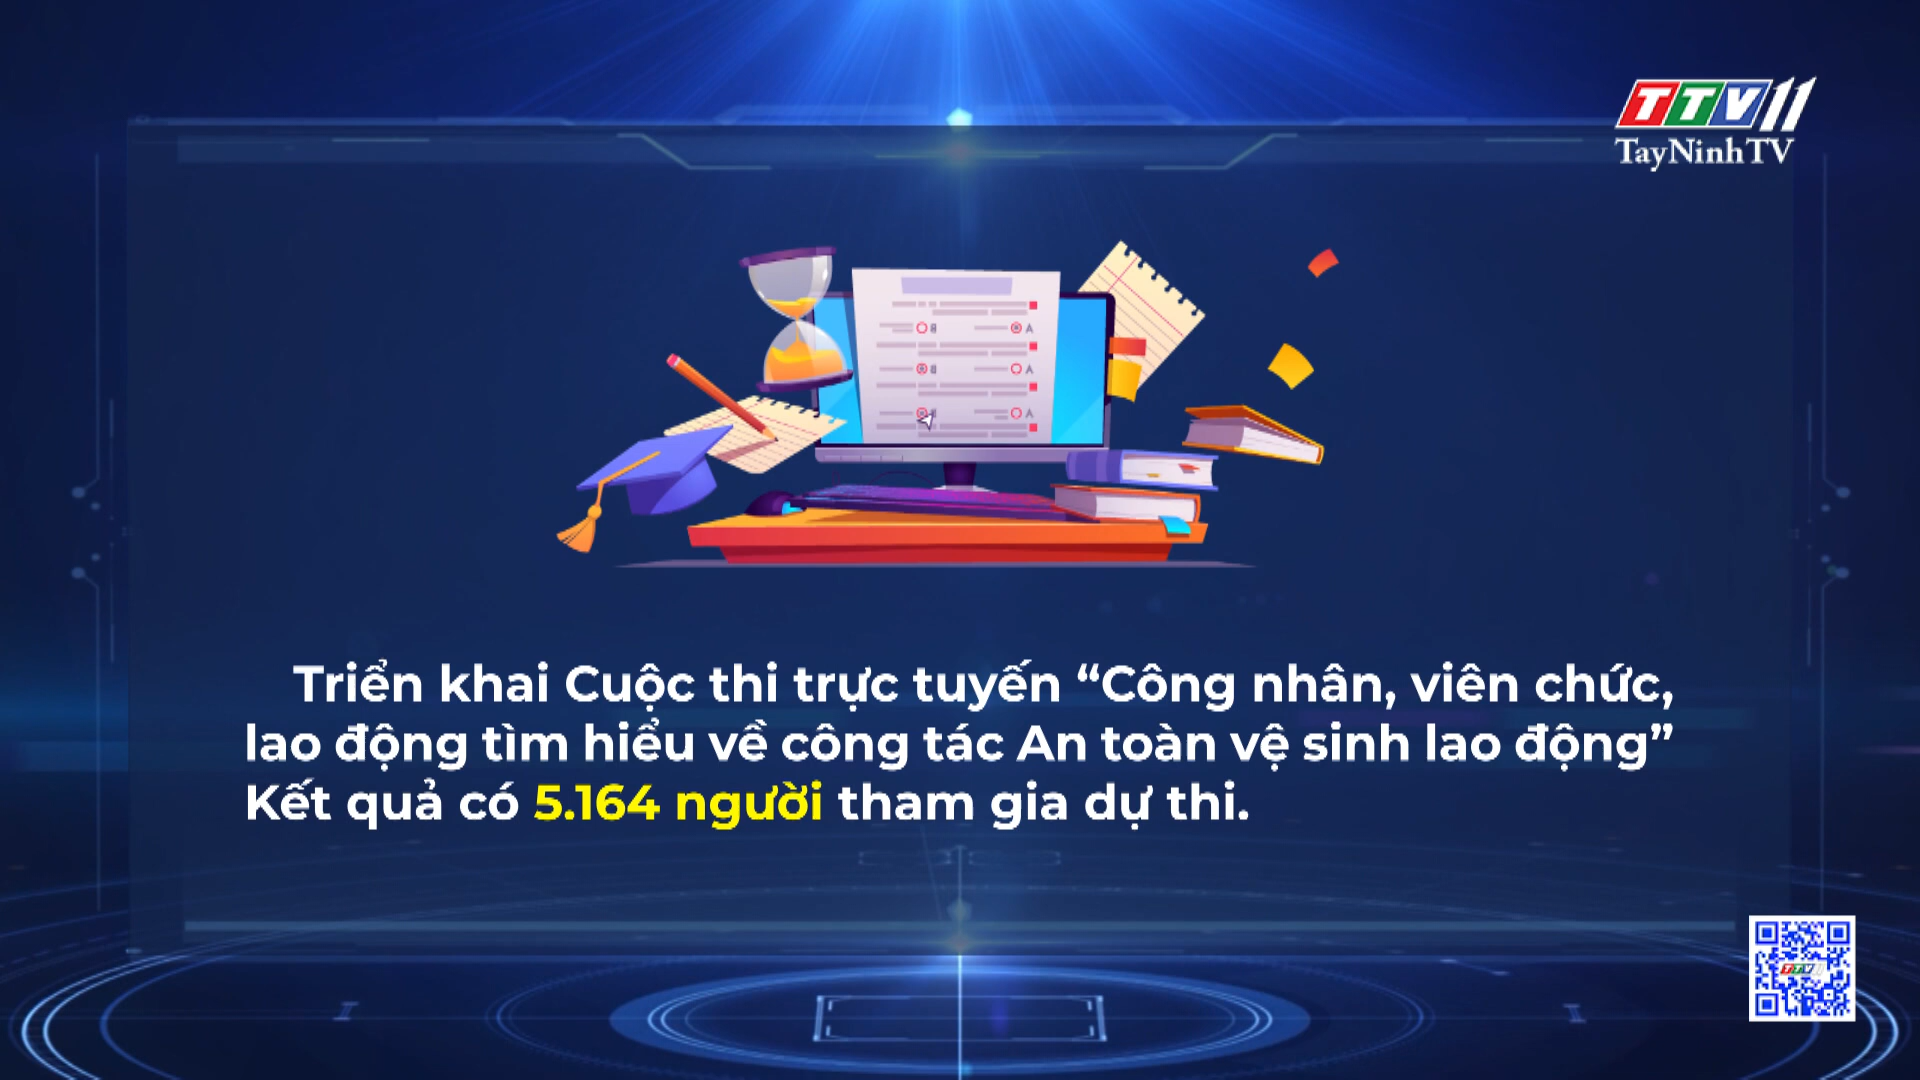 TTV11
TayNinhTV
B
A
B
A
A
Triển khai Cuộc thi trực tuyến “Công nhân, viên chức,
lao động tìm hiểu về công tác An toàn vệ sinh lao động”
Kết quả có 5.164 người tham gia dự thi.
TTV11